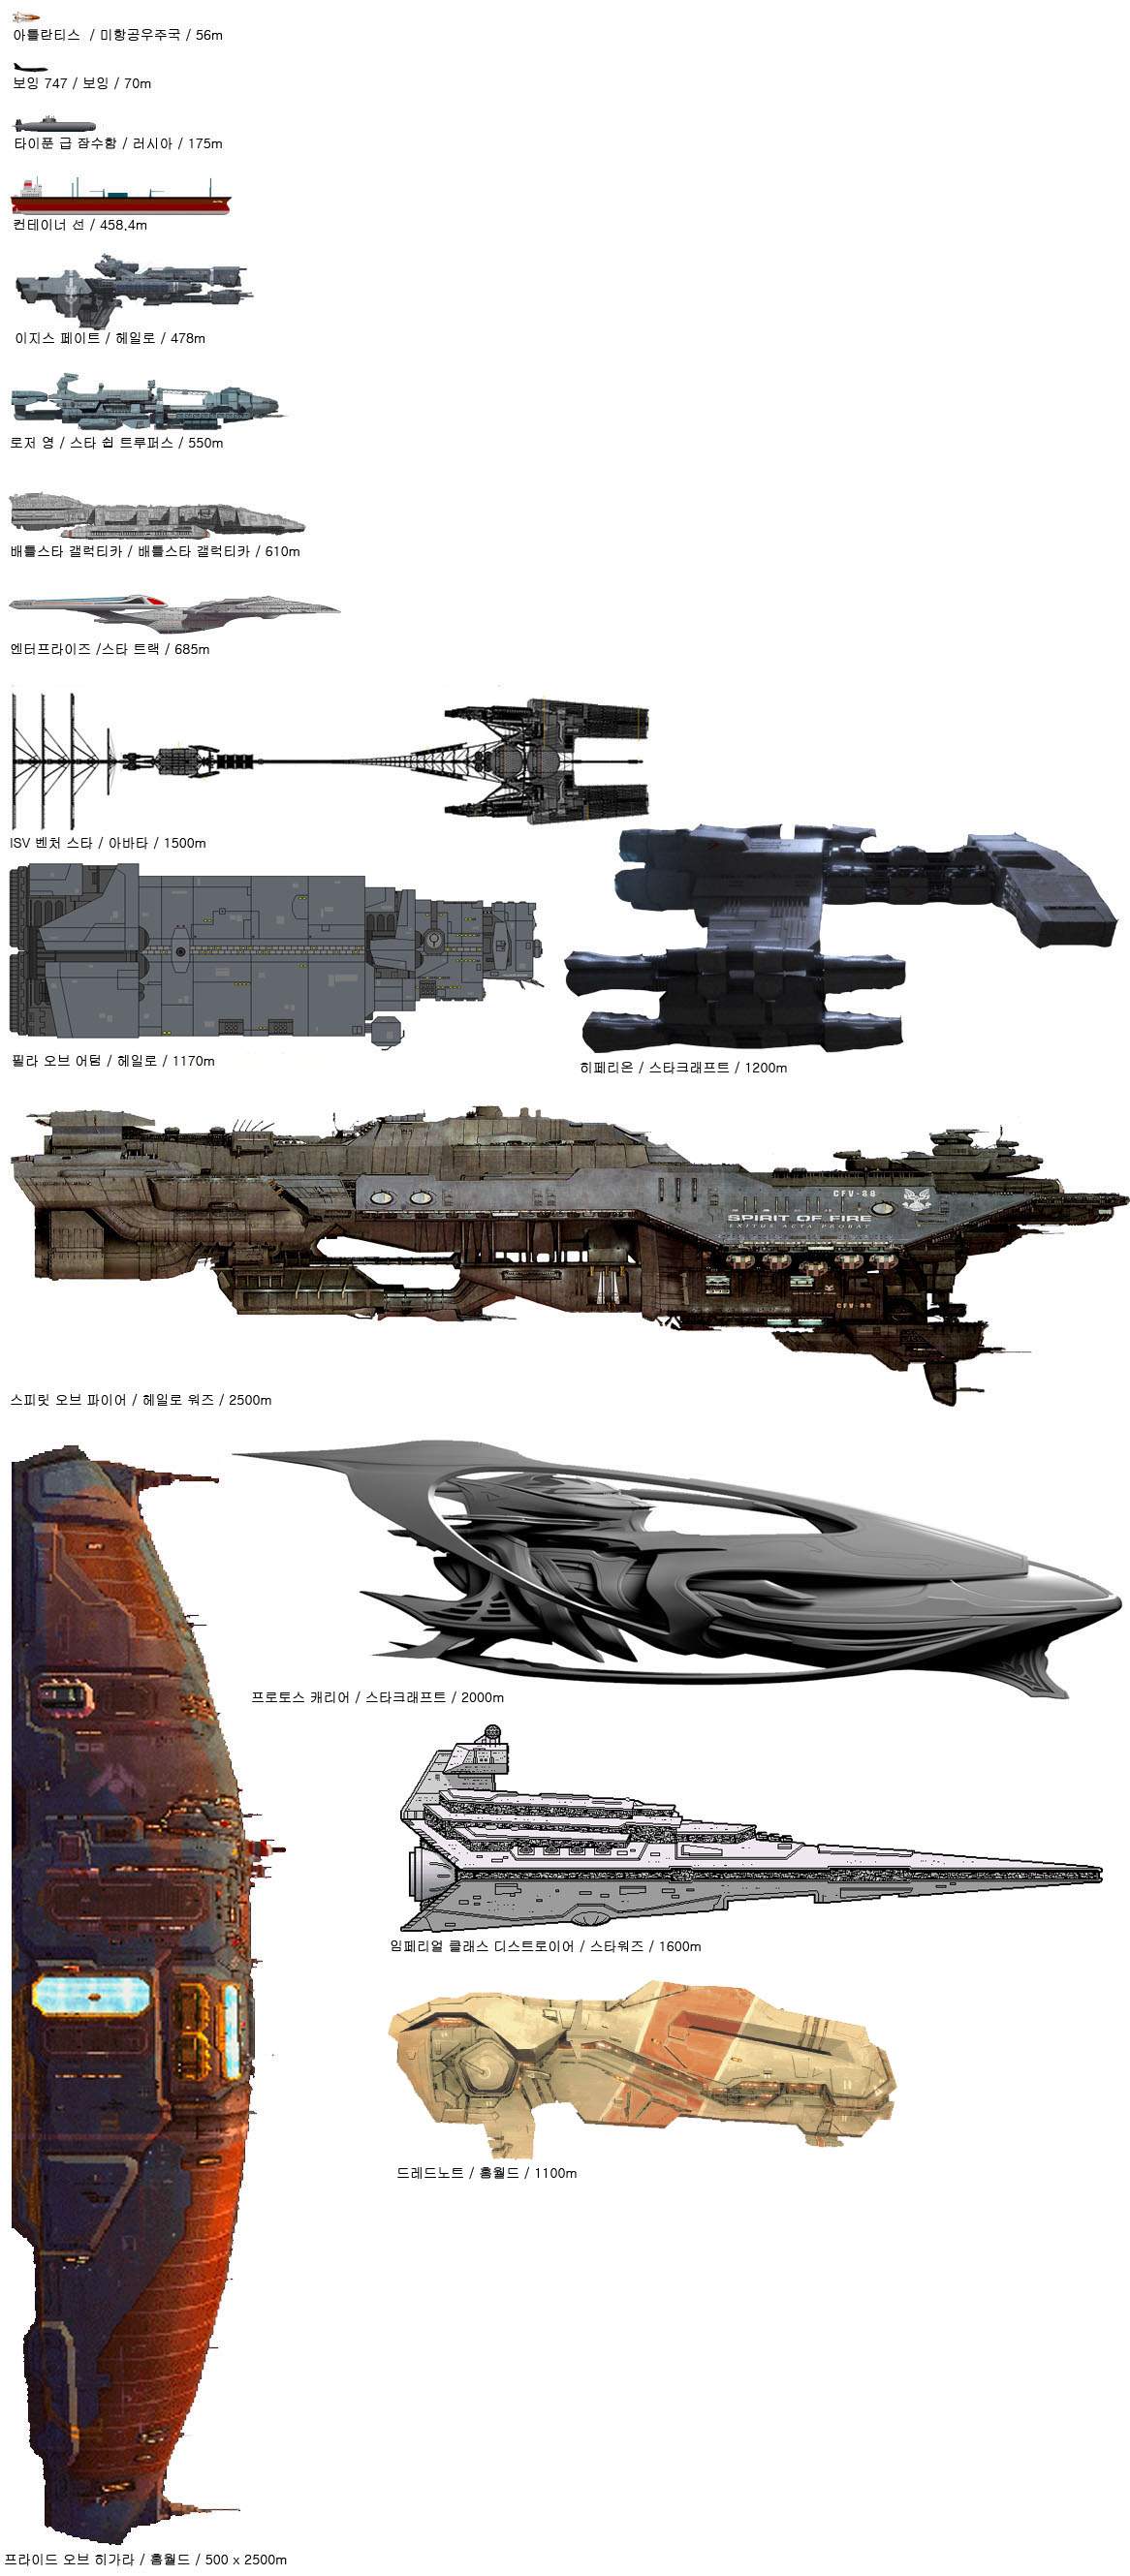 아틀란티스 / 미항공우주국 / 56m
보잉 747 / 보잉 / 70m
타이푼 급 잠수함 / 러시아 / 175m
컨테이너 선 / 458.4m
이지스 페이트 / 헤일로 / 478m
로저 영 / 스타 쉽 트루퍼스 / 550m
배틀스타 갤럭티카 / 배틀스타 갤럭티카 / 610m
엔터프라이즈 /스타 트랙 / 685m
ISV 벤처 스타 / 아바타 / 1500m
필라 오브 어텀 / 헤일로 / 1170m
히페리온 / 스타크래프트 / 1200m
CFV-88
SPIRIT OF FIRE
EXITUS ACTA PROBAT
CFV-88
스피릿 오브 파이어 / 헤일로 워즈 / 2500m
프로토스 캐리어 / 스타크래프트 / 2000m
임페리얼 클래스 디스트로이어 / 스타워즈 / 1600m
드레드노트 / 홈월드 / 1100m
프라이드 오브 히가라 / 홈월드 / 500 x 2500m